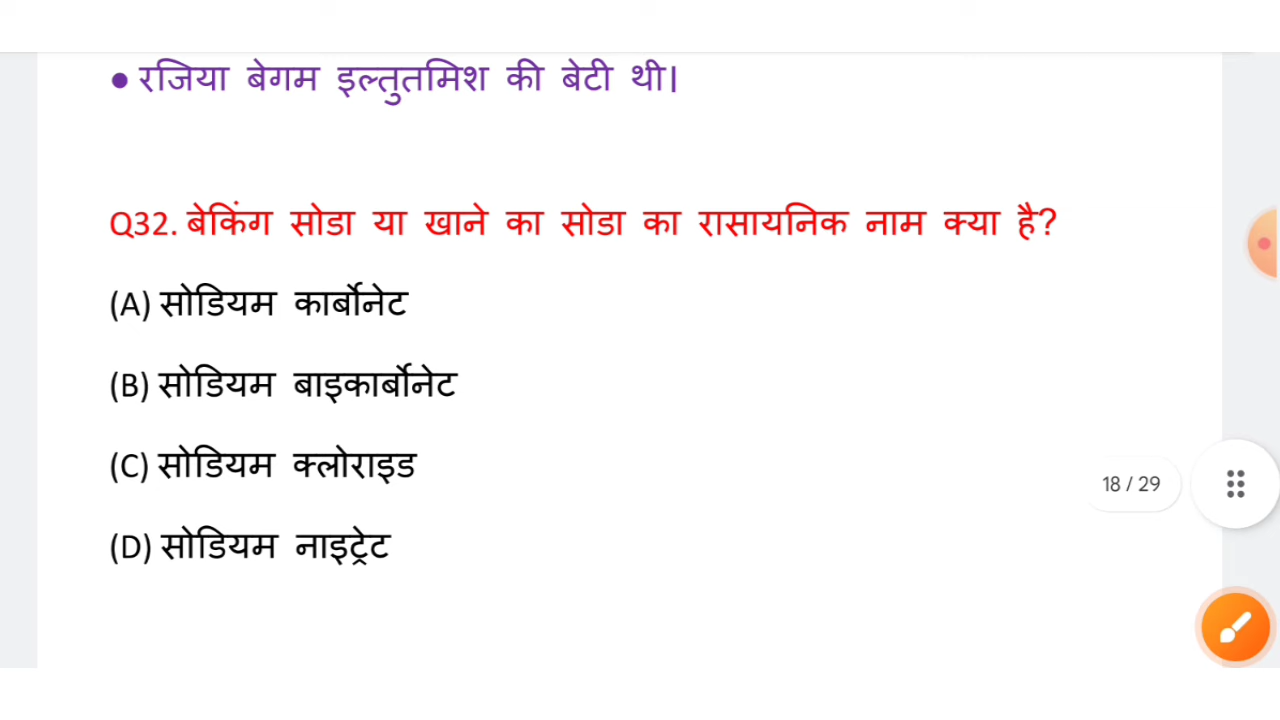 ● रजिया बेगम इल्तुतमिश की बेटी थी।
Q32. बेकिंग सोडा या खाने का सोडा का रासायनिक नाम क्या है?
(A) सोडियम कार्बोनेट
(B) सोडियम बाइकार्बोनेट
(C) सोडियम क्लोराइड
18 / 29
(D) सोडियम नाइट्रेट